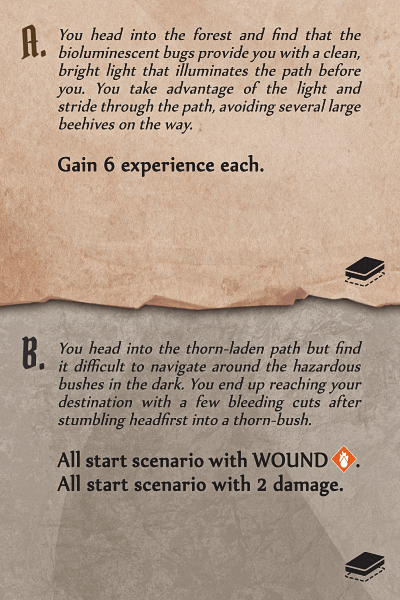 A.
You head into the forest and find that the
bioluminescent bugs provide you with a clean,
bright light that illuminates the path before
you. You take advantage of the light and
stride through the path, avoiding several large
beehives on the way.
Gain 6 experience each.
B.
You head into the thorn-laden path but find
it difficult to navigate around the hazardous
bushes in the dark. You end up reaching your
destination with a few bleeding cuts after
stumbling headfirst into a thorn-bush.
All start scenario with WOUND .
All start scenario with 2 damage.